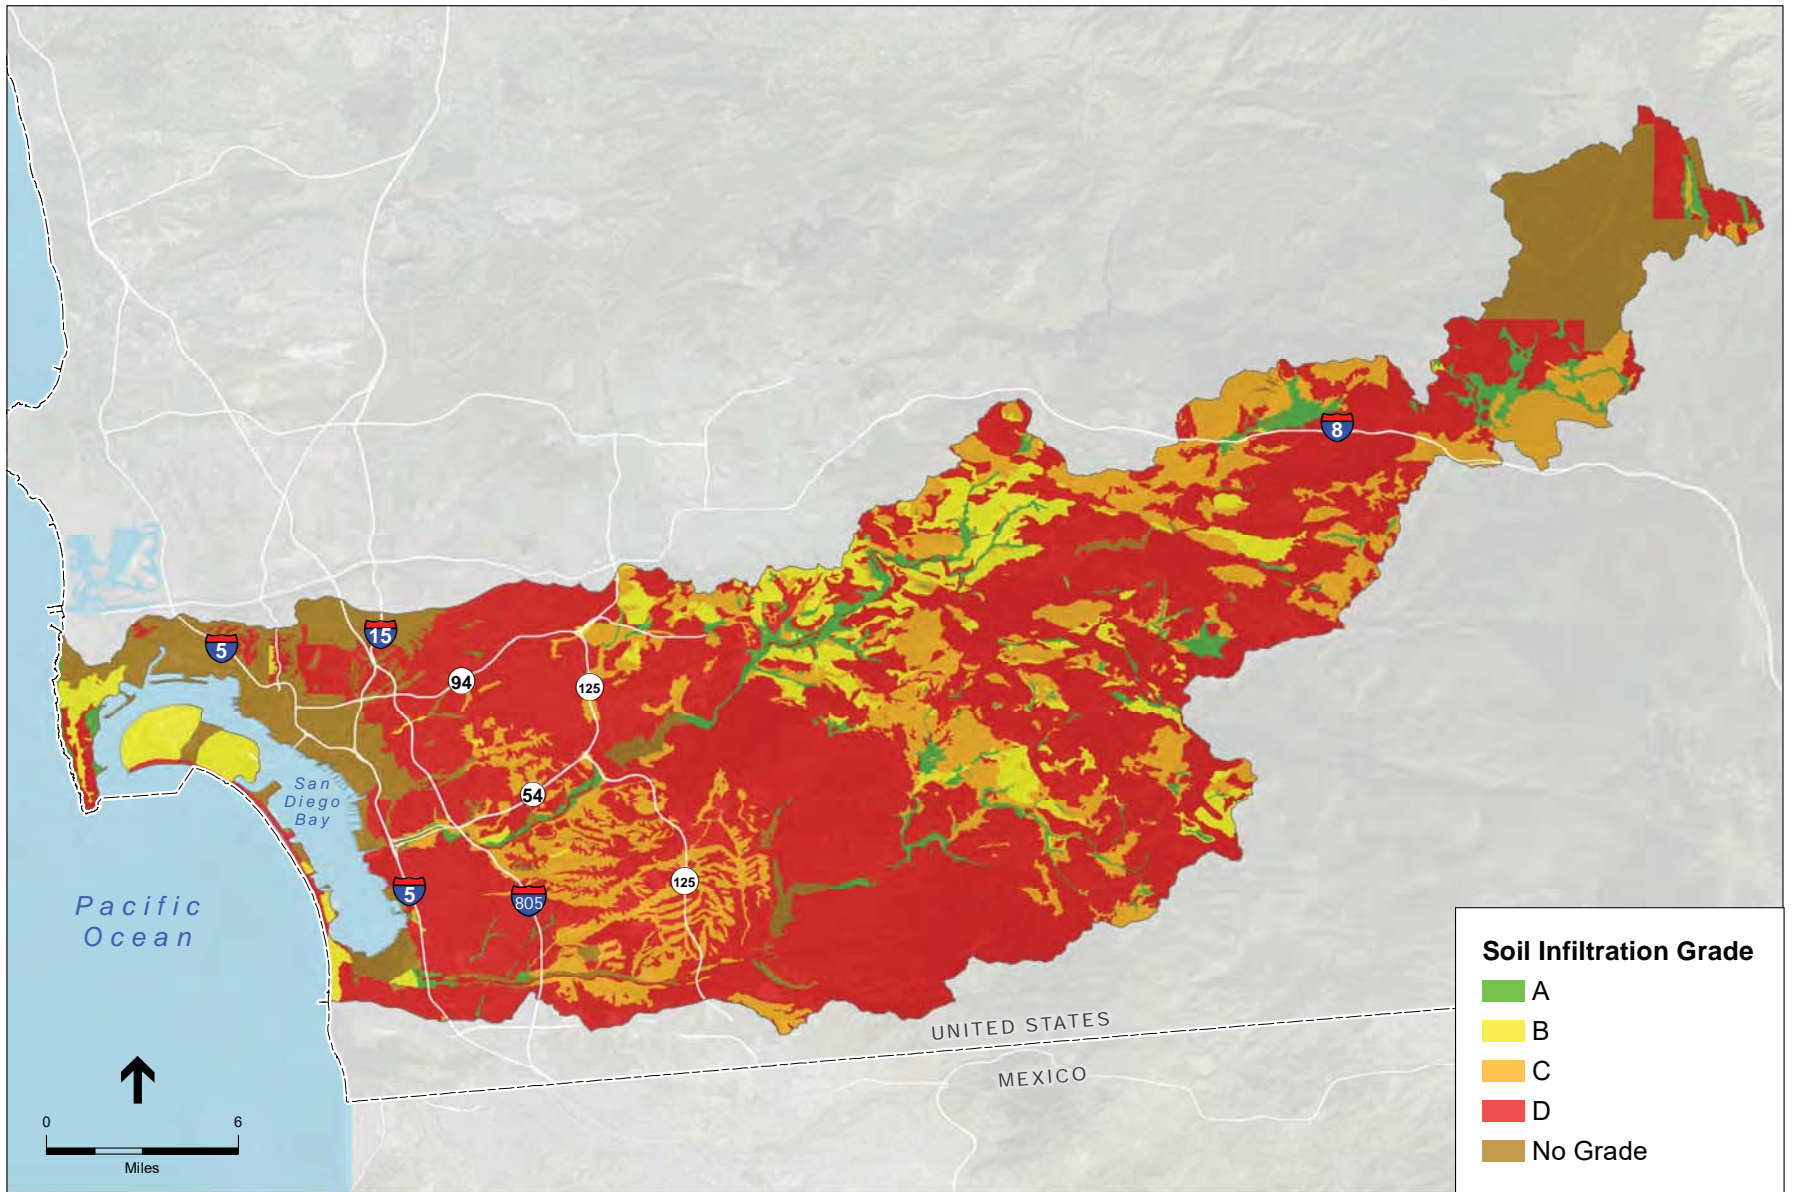 8
15
5
94
125
54
San
Diego
Bay
125
5
805
Pacific
Ocean
UNITED STATES
MEXICO
0 6
Miles
Soil Infiltration Grade
A
B
C
D
No Grade